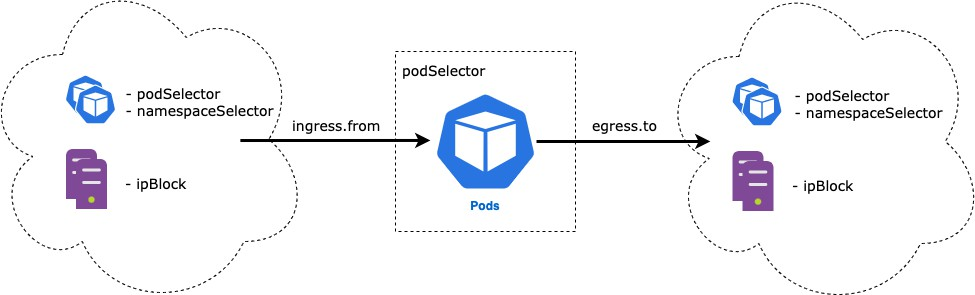 - podSelector
- namespaceSelector
- ipBlock
ingress.from
podSelector
Pods
egress.to
- podSelector
- namespaceSelector
- ipBlock